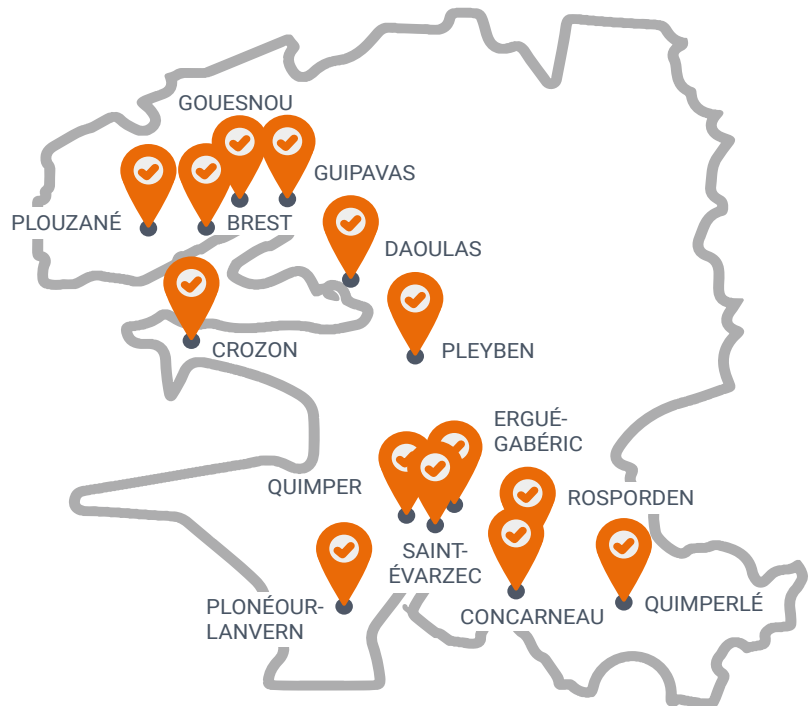 GOUESNOU
GUIPAVAS
PLOUZANÉ
BREST
DAOULAS
CROZON
PLEYBEN
ERGUÉ-
GABÉRIC
QUIMPER
ROSPORDEN
SAINT-
ÉVARZEC
PLONÉOUR-
LANVERN
CONCARNEAU
QUIMPERLÉ